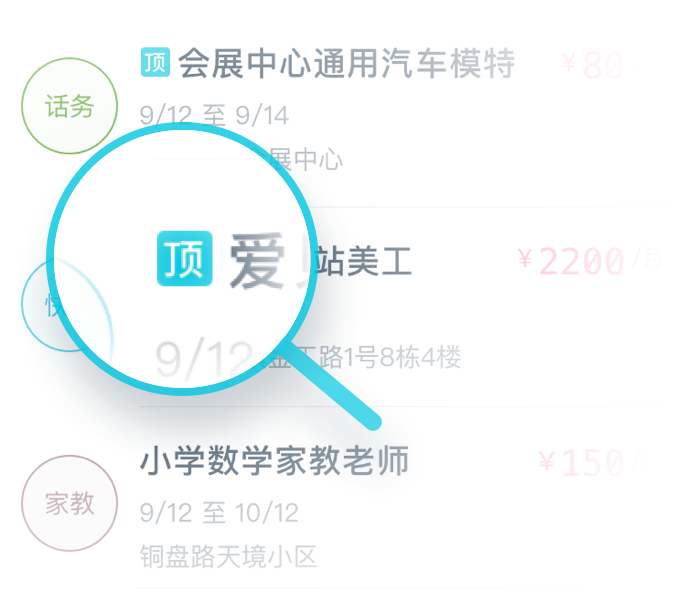 话务
顶 会展中心通用汽车模特 ¥80
9/12 至 9/14
展中心
顶 爱
站美工 ¥2200/月
9/12
路1号8栋4楼
家教
小学数学家教老师 ¥150
9/12 至 10/12
铜盘路天境小区